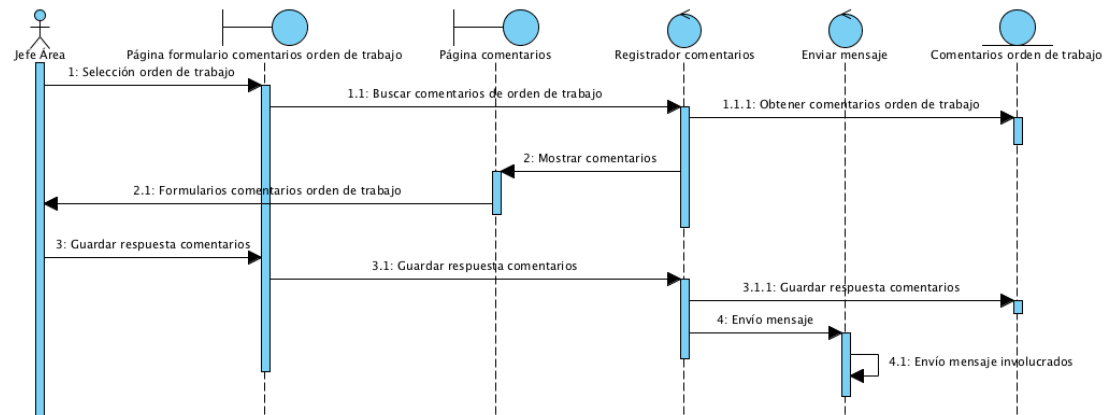 Jefe Área
Página formulario comentarios orden de trabajo
Página comentarios
Registrador comentarios
Enviar mensaje
Comentarios orden de trabajo
1: Selección orden de trabajo
1.1: Buscar comentarios de orden de trabajo
1.1.1: Obtener comentarios orden de trabajo
2: Mostrar comentarios
2.1: Formularios comentarios orden de trabajo
3: Guardar respuesta comentarios
3.1: Guardar respuesta comentarios
3.1.1: Guardar respuesta comentarios
4: Envío mensaje
4.1: Envío mensaje involucrados